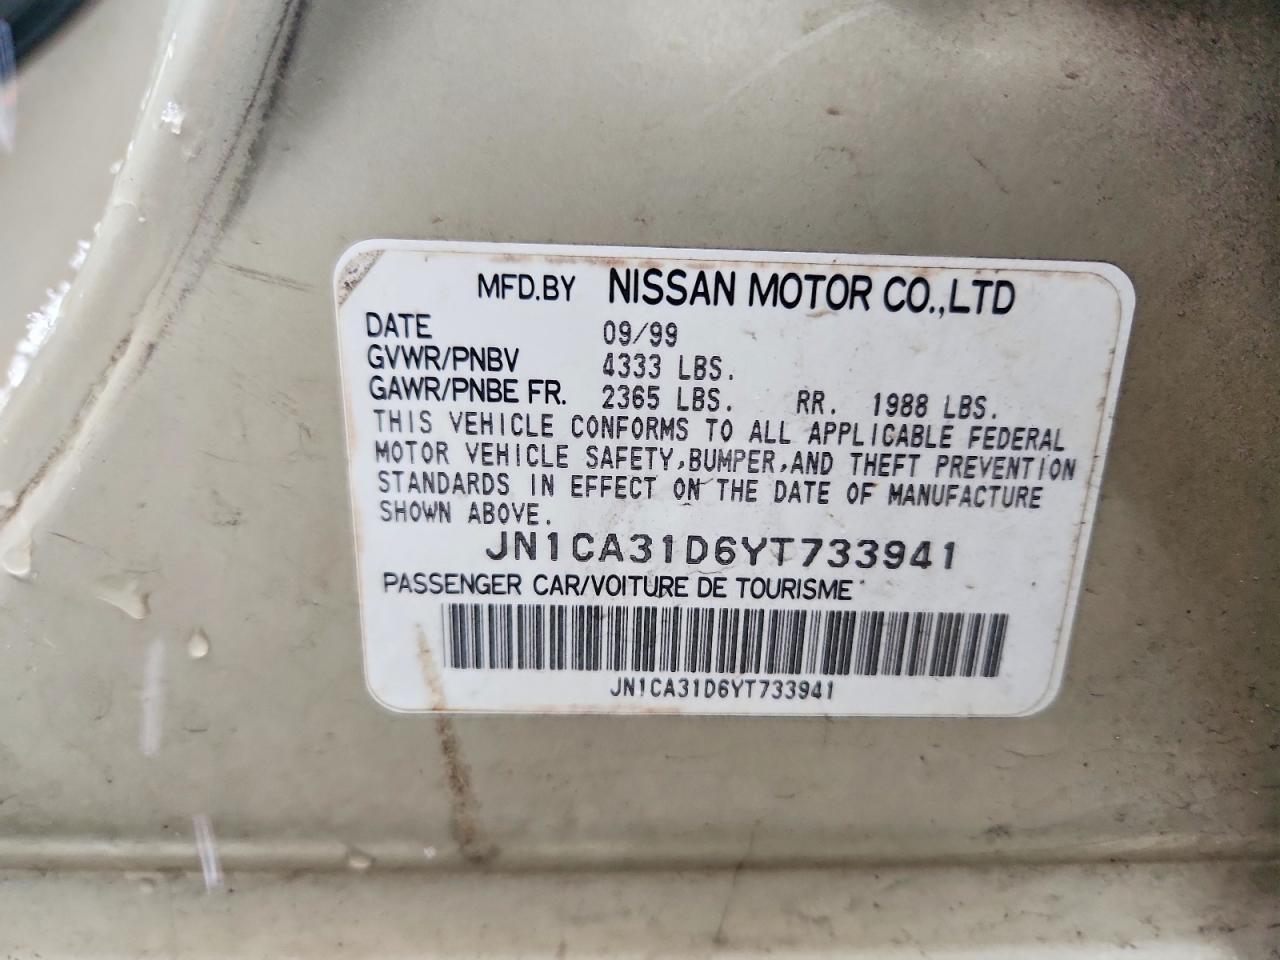 MFD.BY NISSAN MOTOR CO.,LTD
DATE 09/99
GVWR/PNBV 4333 LBS.
GAWR/PNBE FR. 2365 LBS. RR. 1988 LBS.
THIS VEHICLE CONFORMS TO ALL APPLICABLE FEDERAL
MOTOR VEHICLE SAFETY,BUMPER,AND THEFT PREVENTION
STANDARDS IN EFFECT ON THE DATE OF MANUFACTURE
SHOWN ABOVE.
JN1CA31D6YT733941
PASSENGER CAR/VOITURE DE TOURISME
JN1CA31D6YT733941